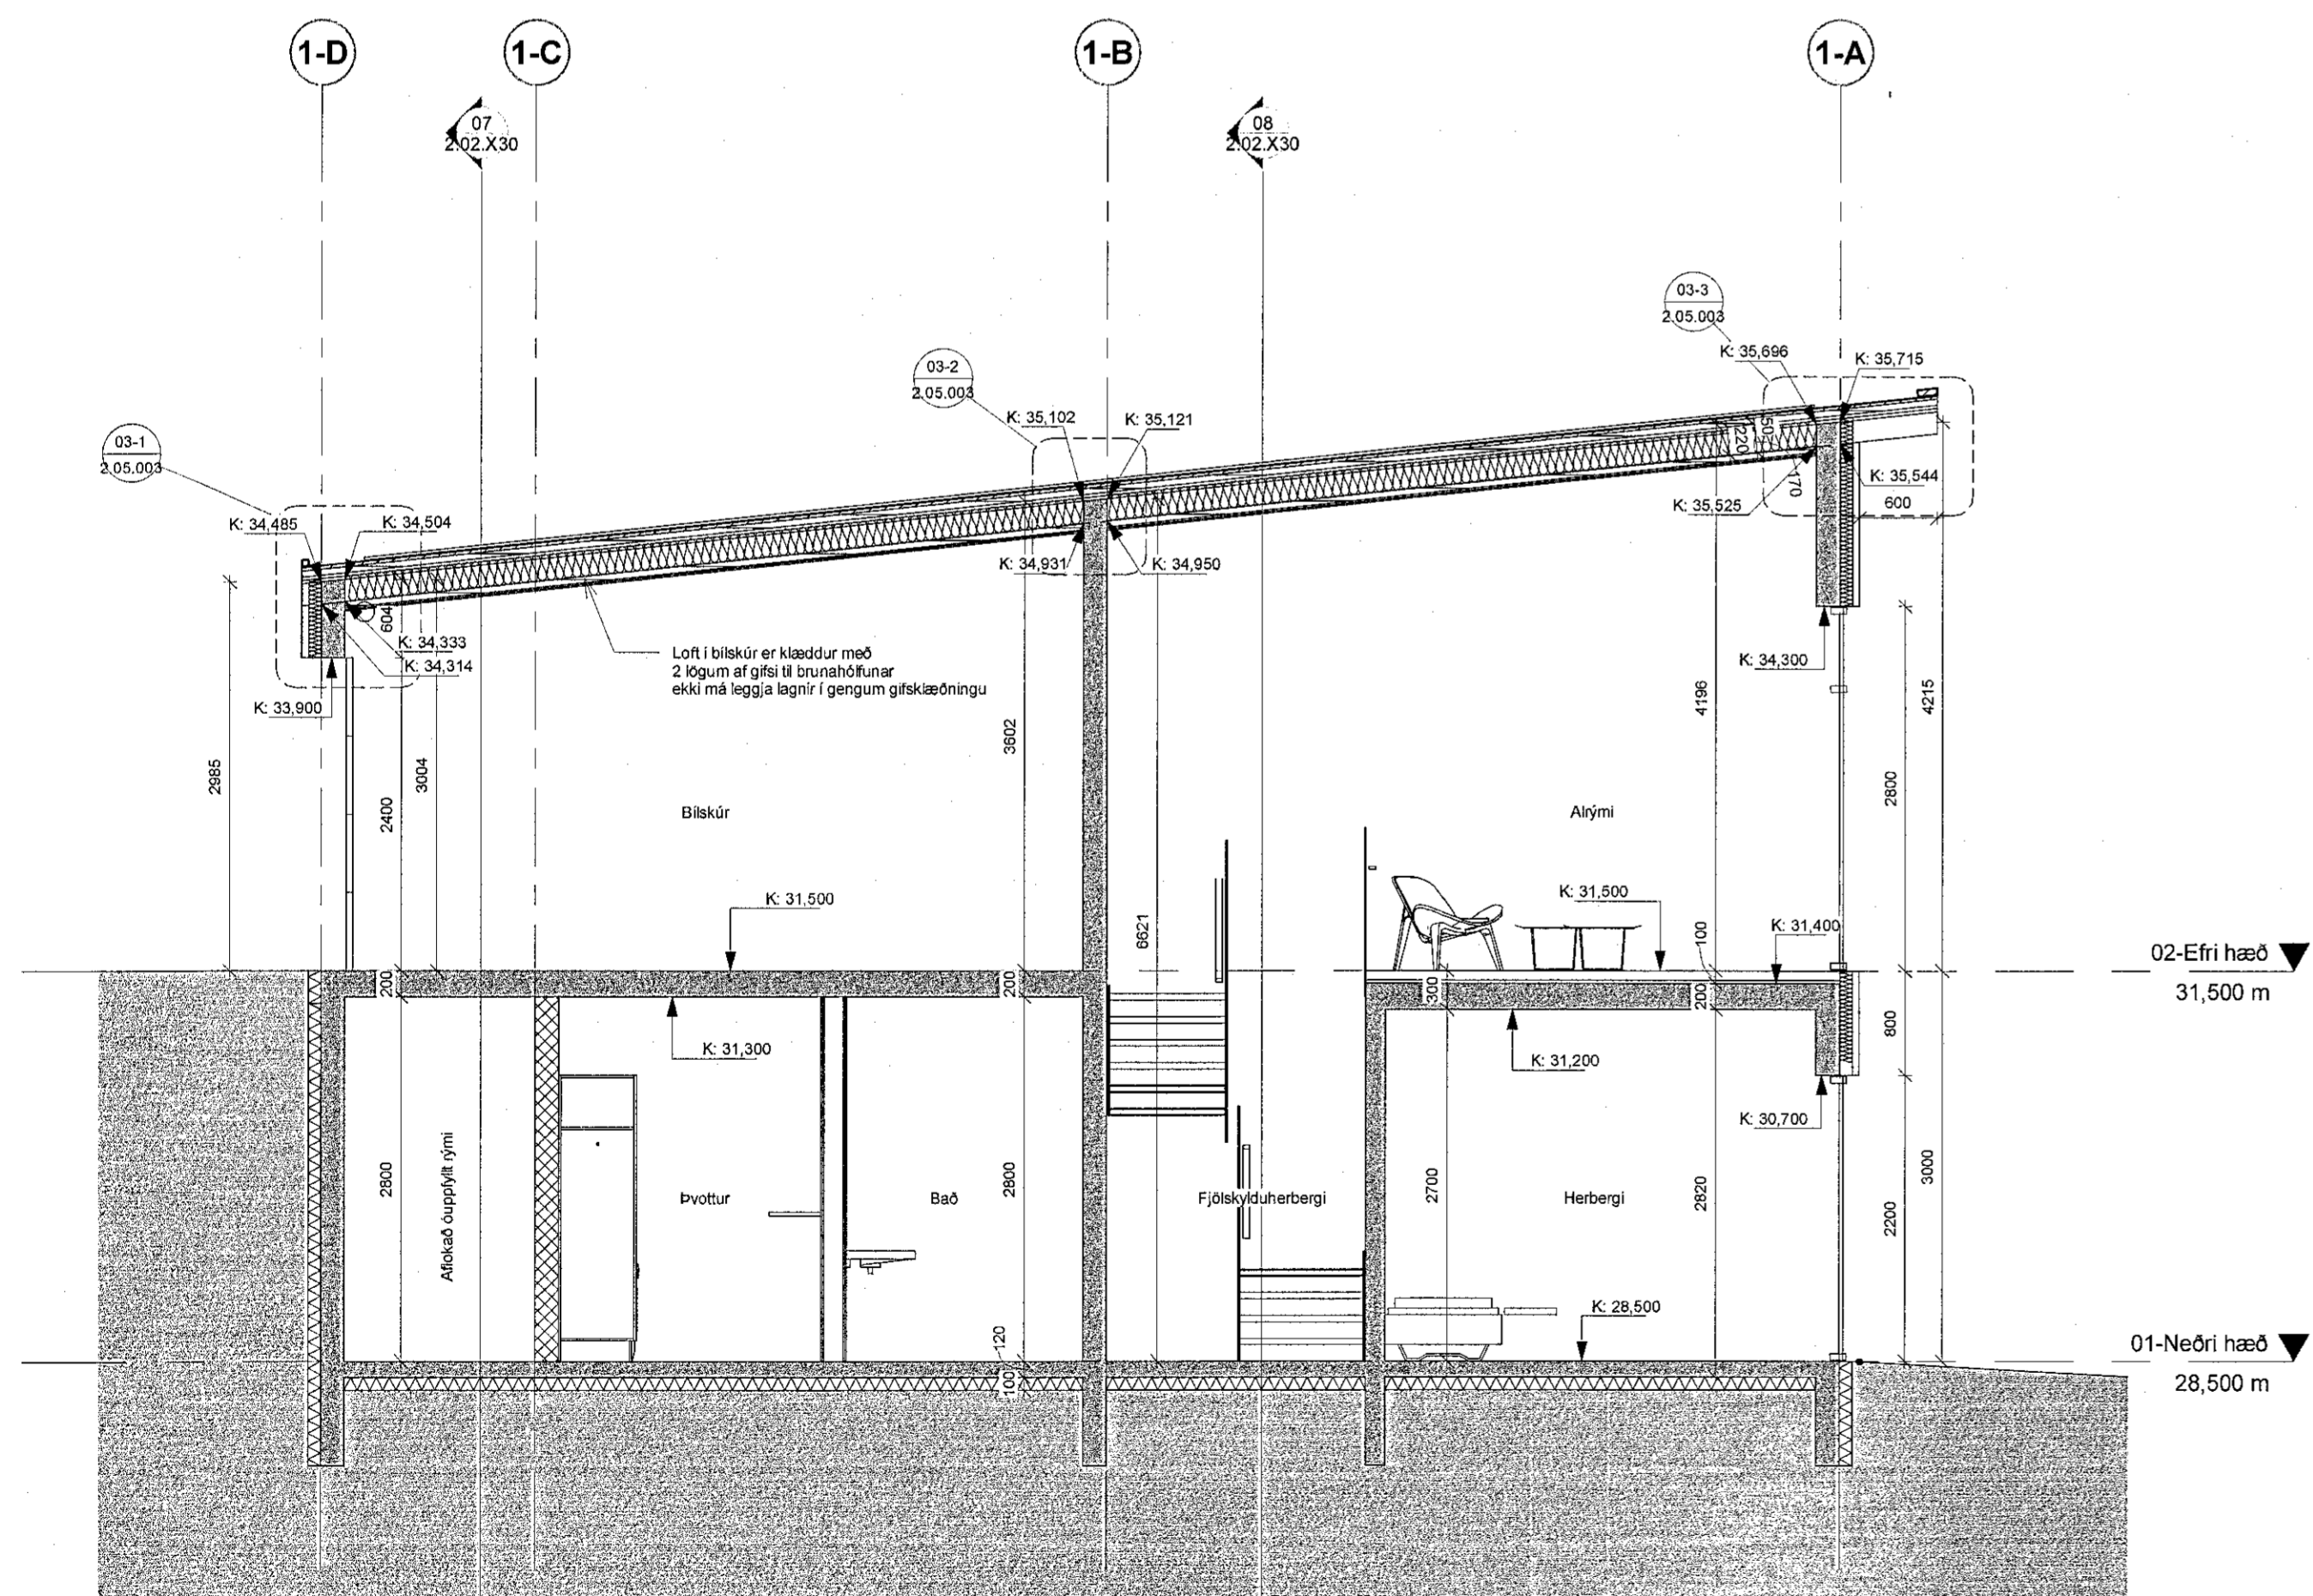 1-D
1-C
1-B
1-A
07
2.02.X30
08
2.02.X30
03-3
2.05.003
K: 35,696
K: 35,715
03-2
2.05.003
K: 35,102
K: 35,121
50
220
170
03-1
2.05.003
K: 35,544
K: 35,525
600
K: 34,485
K: 34,504
K: 34,931
K: 34,950
604
K: 34,333
K: 34,314
Loft í bílskúr er klæddur með
2 lögum af gifsi til brunahólfunar
ekki má leggja lagnir í gengum gifsklæðningu
K: 34,300
K: 33,900
4196
4215
3602
2985
3004
2400
2800
Bílskúr
Alrými
K: 31,500
K: 31,500
6621
100
K: 31,400
02-Efri hæð
31,500 m
200
200
300
200
800
K: 31,300
K: 31,200
K: 30,700
Aflokað óuppfyllt rými
2800
Þvottur
Bað
2800
Fjölskylduherbergi
2700
Herbergi
2820
2200
3000
K: 28,500
120
100
01-Neðri hæð
28,500 m